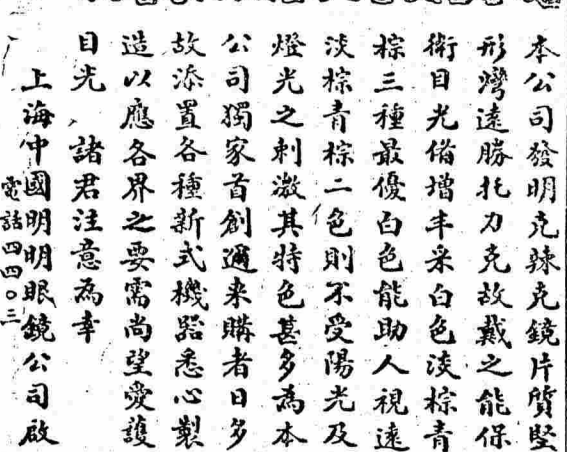 本公司發明克辣克鏡片質堅
形灣遠勝托力克故戴之能保
衛目光俻增丰采白色淡棕青
棕三種最優白色能助人視遠
淡棕青棕二色則不受陽光及
燈光之刺激其特色甚多為本
公司獨家首創邇来購者日多
故添置各種新式機器悉心製
造以應各界之要需尚望愛護
目光諸君注意為幸
上海中國明明眼鏡公司啟
電話四四〇三